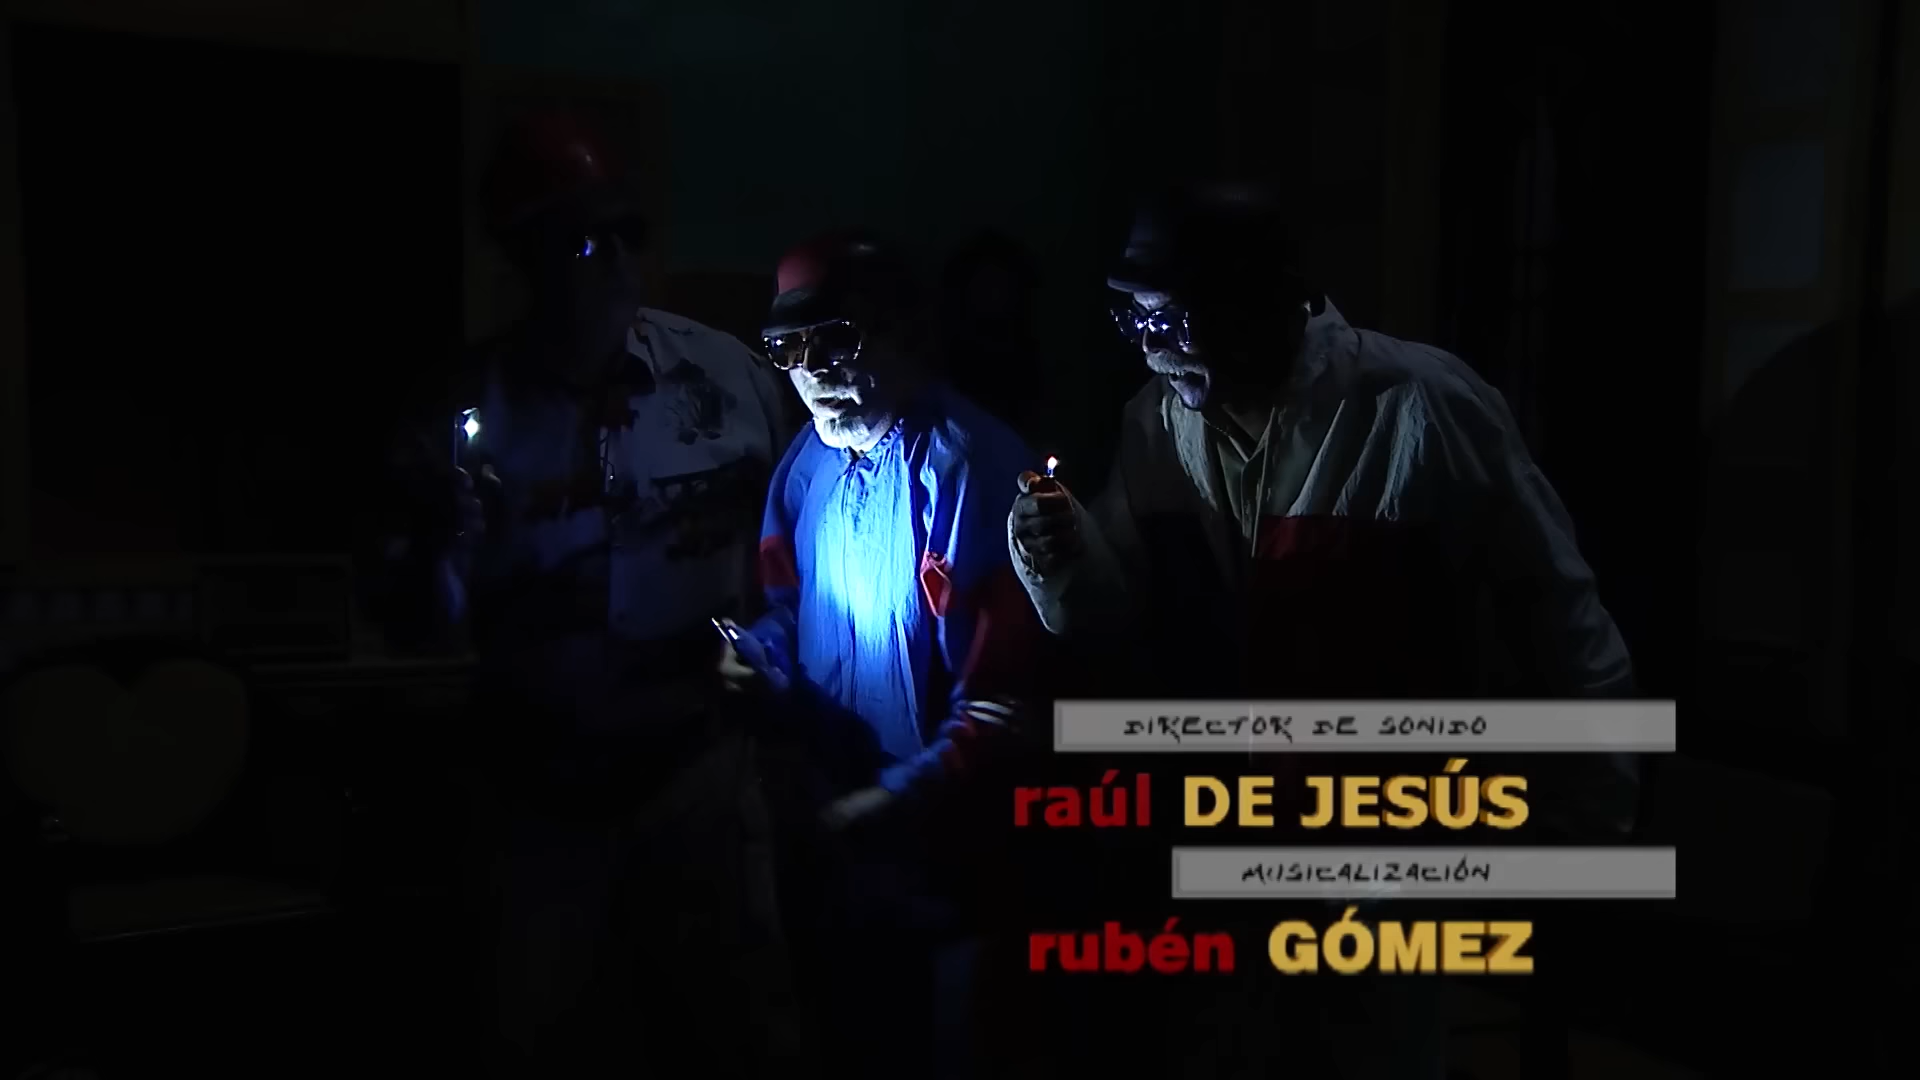 DIRECTOR DE SONIDO
raúl DE JESÚS
MUSICALIZACIÓN
rubén GÓMEZ